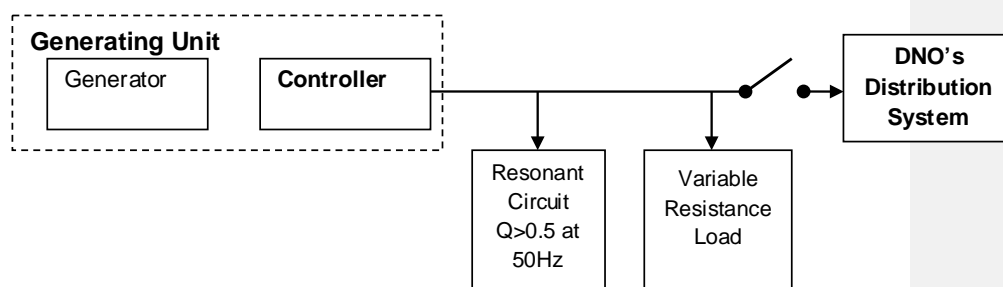 Generating Unit
Generator
Controller
DNO's
Distribution
System
Resonant
Circuit
Q>0.5 at
50Hz
Variable
Resistance
Load